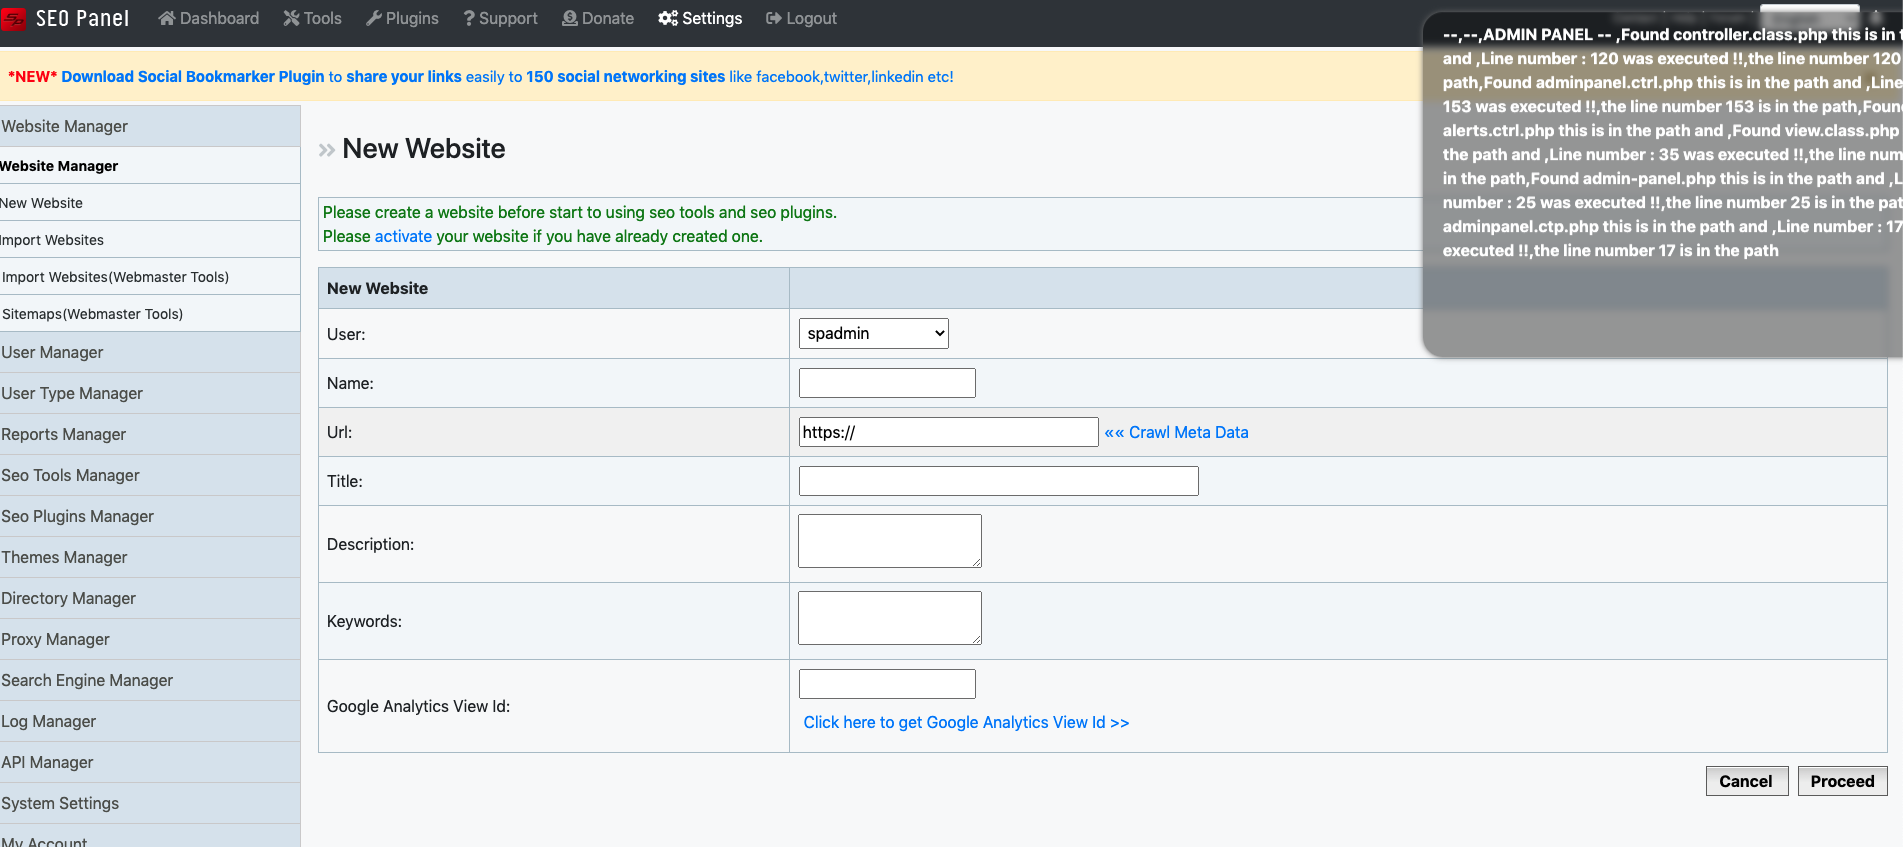 SEO Panel
Dashboard
Tools
Plugins
Support
Donate
Settings
Logout
*NEW* Download Social Bookmarker Plugin to share your links easily to 150 social networking sites like facebook,twitter,linkedin etc!
--,--,ADMIN PANEL -- ,Found controller.class.php this is in
and ,Line number : 120 was executed !!,the line number 120
path,Found adminpanel.ctrl.php this is in the path and ,Line
153 was executed !!,the line number 153 is in the path,Foun
alerts.ctrl.php this is in the path and ,Found view.class.php
the path and ,Line number : 35 was executed !!,the line num
in the path,Found admin-panel.php this is in the path and ,L
number : 25 was executed !!,the line number 25 is in the pat
adminpanel.ctp.php this is in the path and ,Line number : 17
executed !!,the line number 17 is in the path
Website Manager
Website Manager
New Website
Import Websites
Import Websites(Webmaster Tools)
Sitemaps(Webmaster Tools)
User Manager
User Type Manager
Reports Manager
Seo Tools Manager
Seo Plugins Manager
Themes Manager
Directory Manager
Proxy Manager
Search Engine Manager
Log Manager
API Manager
System Settings
My Account
» New Website
Please create a website before start to using seo tools and seo plugins.
Please activate your website if you have already created one.
New Website
User:
spadmin
Name:
Url:
https://
«« Crawl Meta Data
Title:
Description:
Keywords:
Google Analytics View Id:
Click here to get Google Analytics View Id >>
Cancel
Proceed